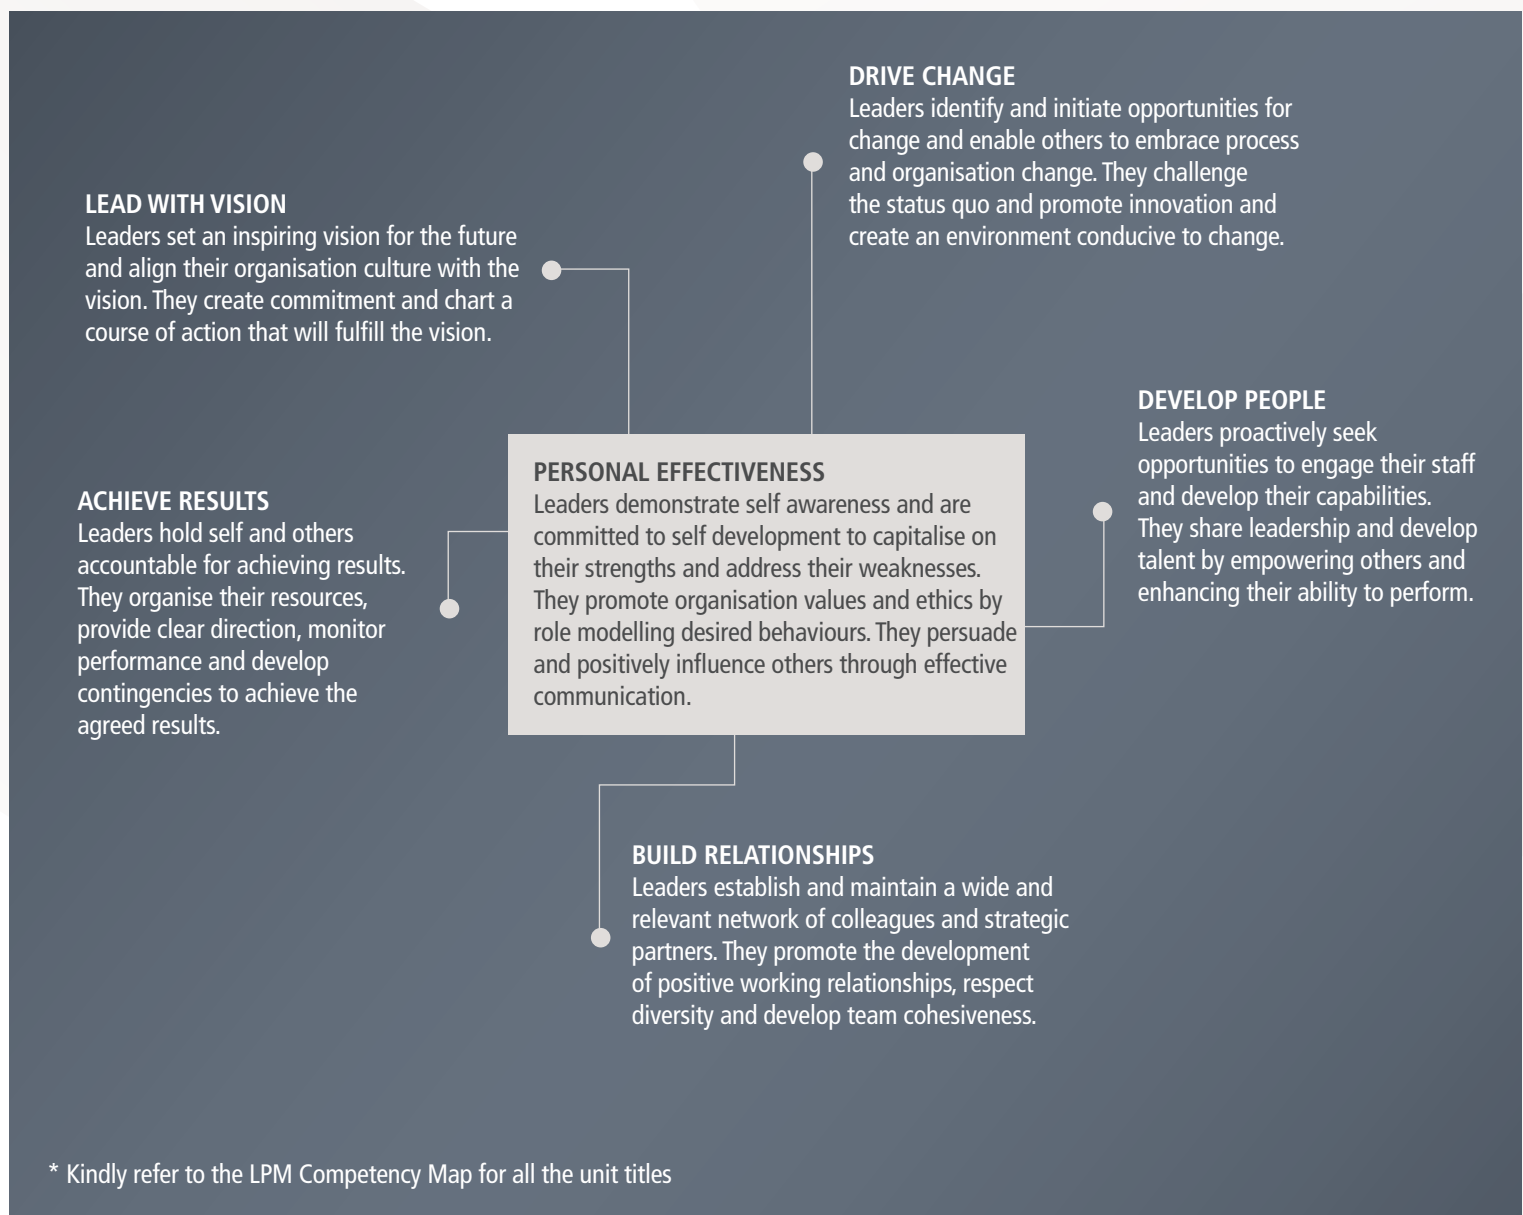 DRIVE CHANGE
Leaders identify and initiate opportunities for
change and enable others to embrace process
and organisation change. They challenge
the status quo and promote innovation and
create an environment conducive to change.
LEAD WITH VISION
Leaders set an inspiring vision for the future
and align their organisation culture with the
vision. They create commitment and chart a
course of action that will fulfill the vision.
DEVELOP PEOPLE
Leaders proactively seek
opportunities to engage their staff
and develop their capabilities.
They share leadership and develop
talent by empowering others and
enhancing their ability to perform.
PERSONAL EFFECTIVENESS
Leaders demonstrate self awareness and are
committed to self development to capitalise on
their strengths and address their weaknesses.
They promote organisation values and ethics by
role modelling desired behaviours. They persuade
and positively influence others through effective
communication.
ACHIEVE RESULTS
Leaders hold self and others
accountable for achieving results.
They organise their resources,
provide clear direction, monitor
performance and develop
contingencies to achieve the
agreed results.
BUILD RELATIONSHIPS
Leaders establish and maintain a wide and
relevant network of colleagues and strategic
partners. They promote the development
of positive working relationships, respect
diversity and develop team cohesiveness.
* Kindly refer to the LPM Competency Map for all the unit titles